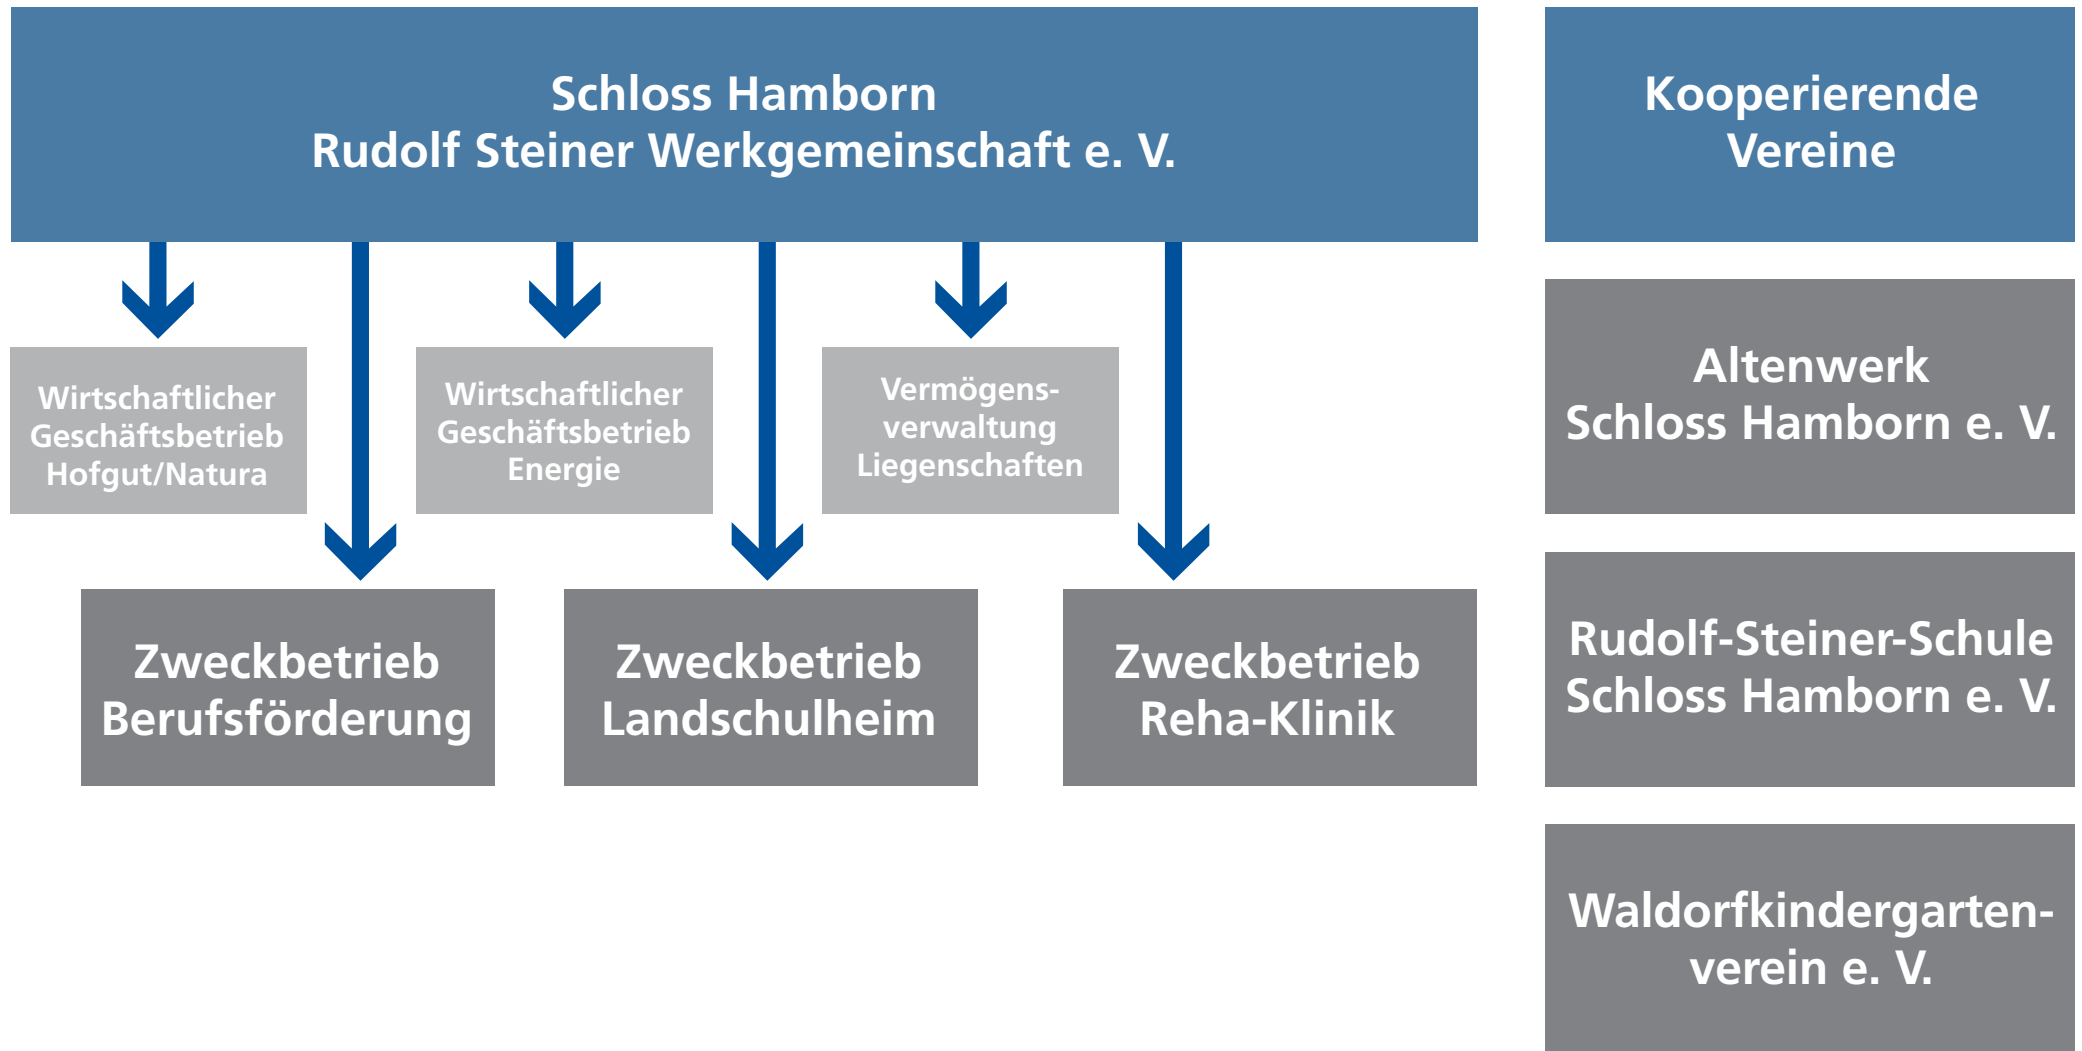 Schloss Hamborn
Rudolf Steiner Werkgemeinschaft e. V.
Wirtschaftlicher
Geschäftsbetrieb
Hofgut/Natura
Wirtschaftlicher
Geschäftsbetrieb
Energie
Vermögens-
verwaltung
Liegenschaften
Zweckbetrieb
Berufsförderung
Zweckbetrieb
Landschulheim
Zweckbetrieb
Reha-Klinik
Kooperierende
Vereine
Altenwerk
Schloss Hamborn e. V.
Rudolf-Steiner-Schule
Schloss Hamborn e. V.
Waldorfkindergarten-
verein e. V.